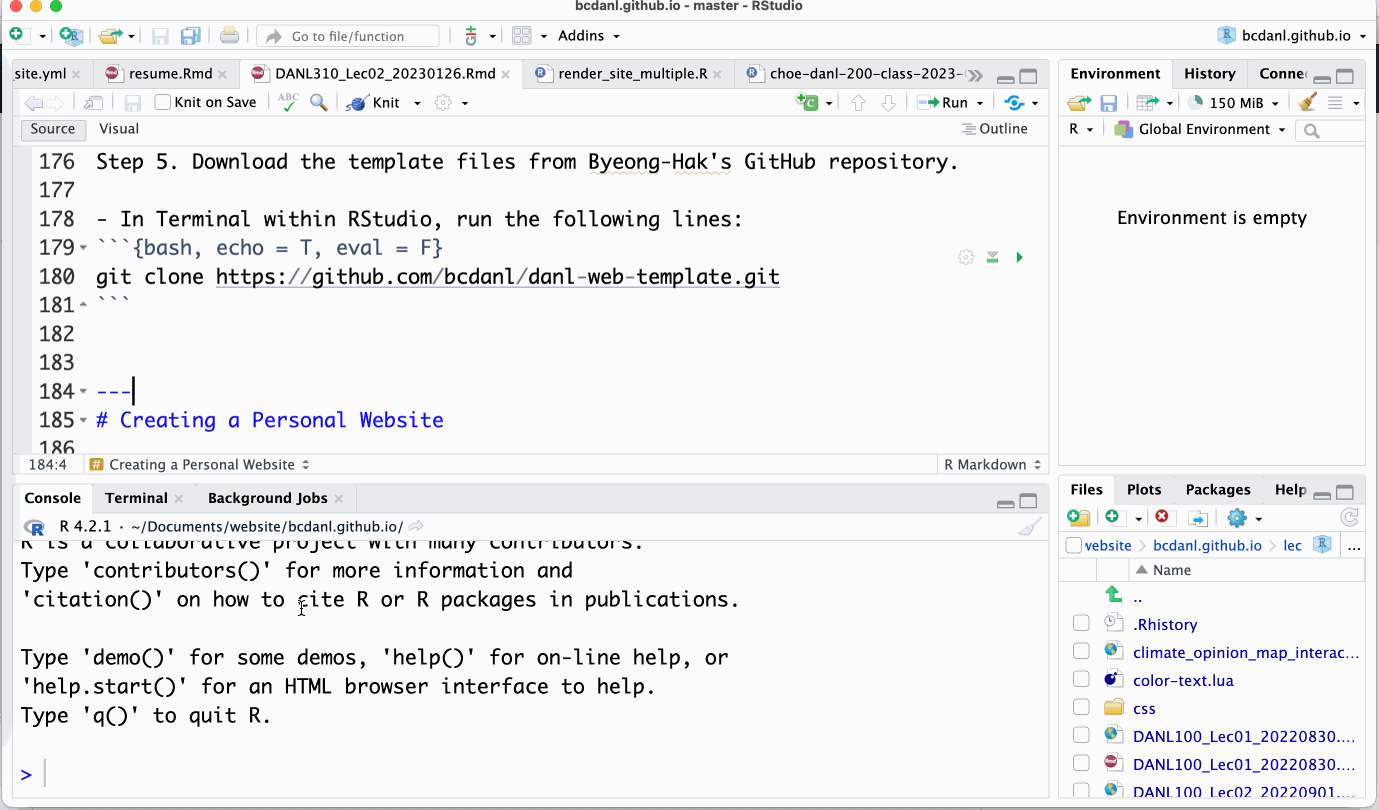 bcdanl.github.io - master - RStudio
Go to file/function
Addins
bcdanl.github.io
site.yml
resume.Rmd
DANL310_Lec02_20230126.Rmd
render_site_multiple.R
choe-danl-200-class-2023-
Knit on Save
ABC
Knit
Run
Source
Visual
Outline
176 Step 5. Download the template files from Byeong-Hak's GitHub repository.
177
178 - In Terminal within RStudio, run the following lines:
179 ```{bash, echo = T, eval = F}
180 git clone https://github.com/bcdanl/danl-web-template.git
181 ```
182
183
184 ---
185 # Creating a Personal Website
186
184:4
# Creating a Personal Website
R Markdown
Console
Terminal
Background Jobs
R 4.2.1 · ~/Documents/website/bcdanl.github.io/
R is a collaborative project with many contributors.
Type 'contributors()' for more information and
'citation()' on how to cite R or R packages in publications.
Type 'demo()' for some demos, 'help()' for on-line help, or
'help.start()' for an HTML browser interface to help.
Type 'q()' to quit R.
>
Environment
History
Conne
150 MiB
R
Global Environment
Environment is empty
Files
Plots
Packages
Help
vebsite
bcdanl.github.io
lec
...
Name
..
.Rhistory
climate_opinion_map_interac...
color-text.lua
css
DANL100_Lec01_20220830....
DANL100_Lec01_20220830....
DANL100_Lec02_20220901....